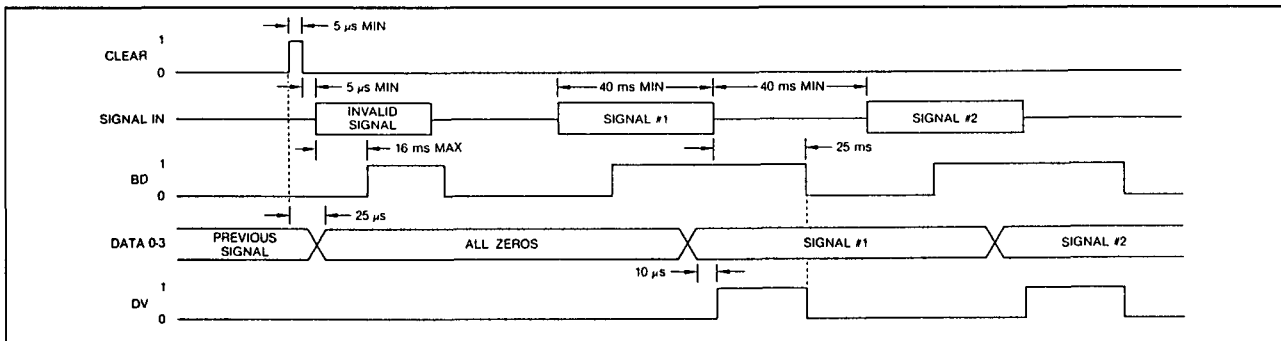 5 μs MIN
CLEAR
1
0
5 μs MIN
40 ms MIN
40 ms MIN
SIGNAL IN
INVALID
SIGNAL
SIGNAL #1
SIGNAL #2
16 ms MAX
25 ms
BD
1
0
25 μs
DATA 0-3
PREVIOUS
SIGNAL
ALL ZEROS
SIGNAL #1
SIGNAL #2
10 μs
DV
1
0